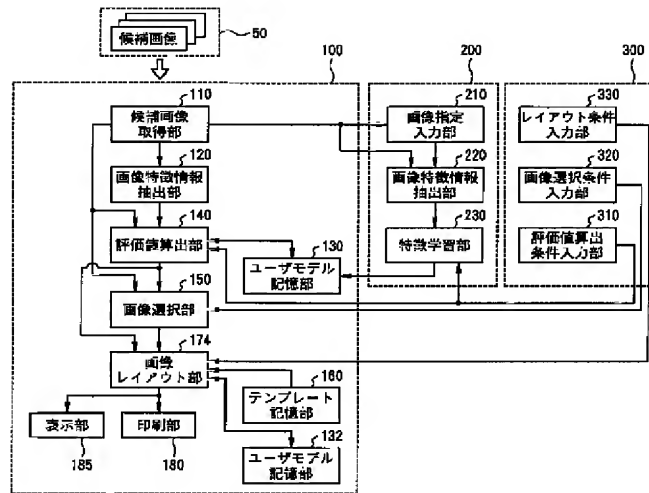 候補画像
50
100
200
300
110
候補画像
取得部
210
画像指定
入力部
330
レイアウト条件
入力部
120
画像特徴情報
抽出部
220
画像特徴情報
抽出部
320
画像選択条件
入力部
140
評価値算出部
130
ユーザモデル
記憶部
230
特徴学習部
310
評価値算出
条件入力部
150
画像選択部
174
画像
レイアウト部
160
テンプレート
記憶部
表示部
185
印刷部
180
132
ユーザモデル
記憶部